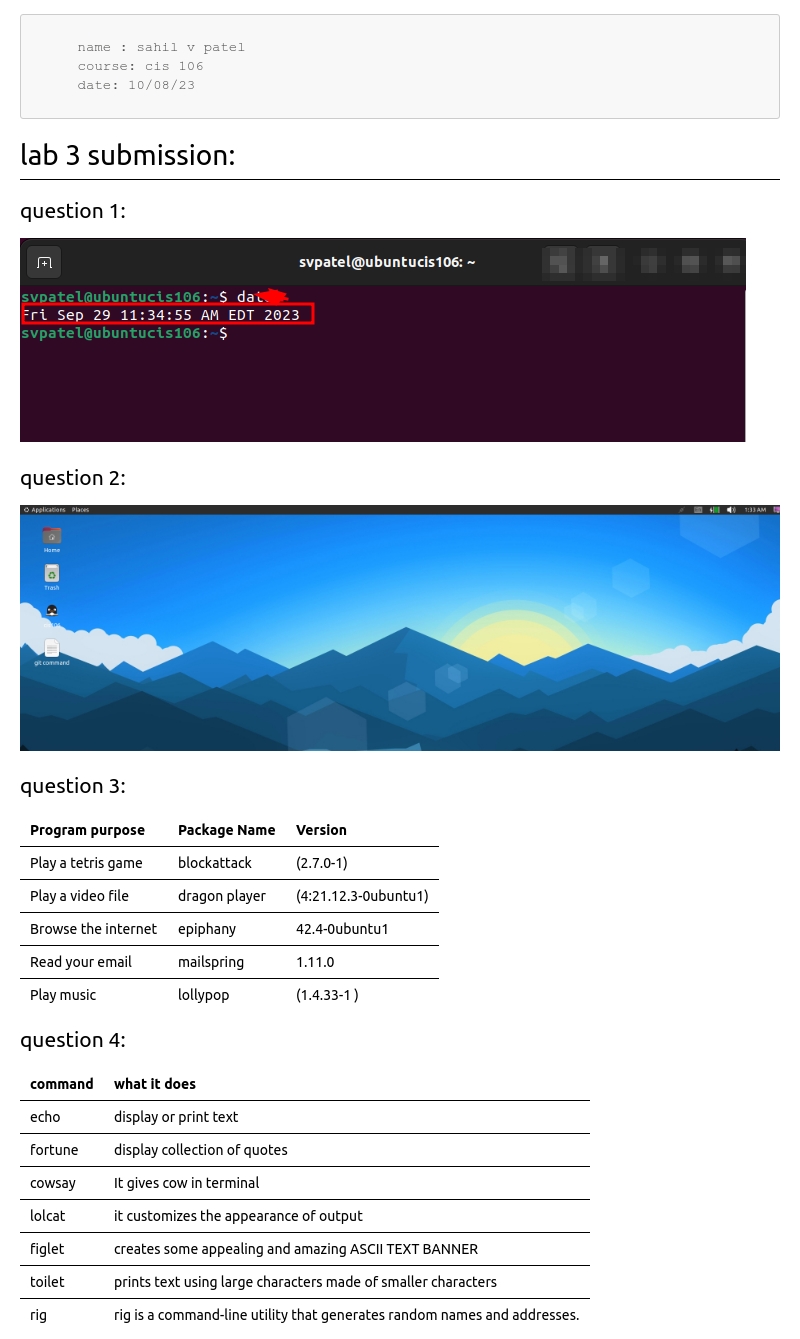 name : sahil v patel
course: cis 106
date: 10/08/23
lab 3 submission:
question 1:
svpatel@ubuntucis106: ~
svpatel@ubuntucis106:~$
Fri Sep 29 11:34:55 AM EDT 2023
svpatel@ubuntucis106:~$
question 2:
Applications Places
1:33 AM
Home
Trash
git command
question 3:
Program purpose Package Name Version
Play a tetris game blockattack (2.7.0-1)
Play a video file dragon player (4:21.12.3-0ubuntu1)
Browse the internet epiphany 42.4-0ubuntu1
Read your email mailspring 1.11.0
Play music lollypop (1.4.33-1 )
question 4:
command what it does
echo display or print text
fortune display collection of quotes
cowsay It gives cow in terminal
lolcat it customizes the appearance of output
figlet creates some appealing and amazing ASCII TEXT BANNER
toilet prints text using large characters made of smaller characters
rig rig is a command-line utility that generates random names and addresses.